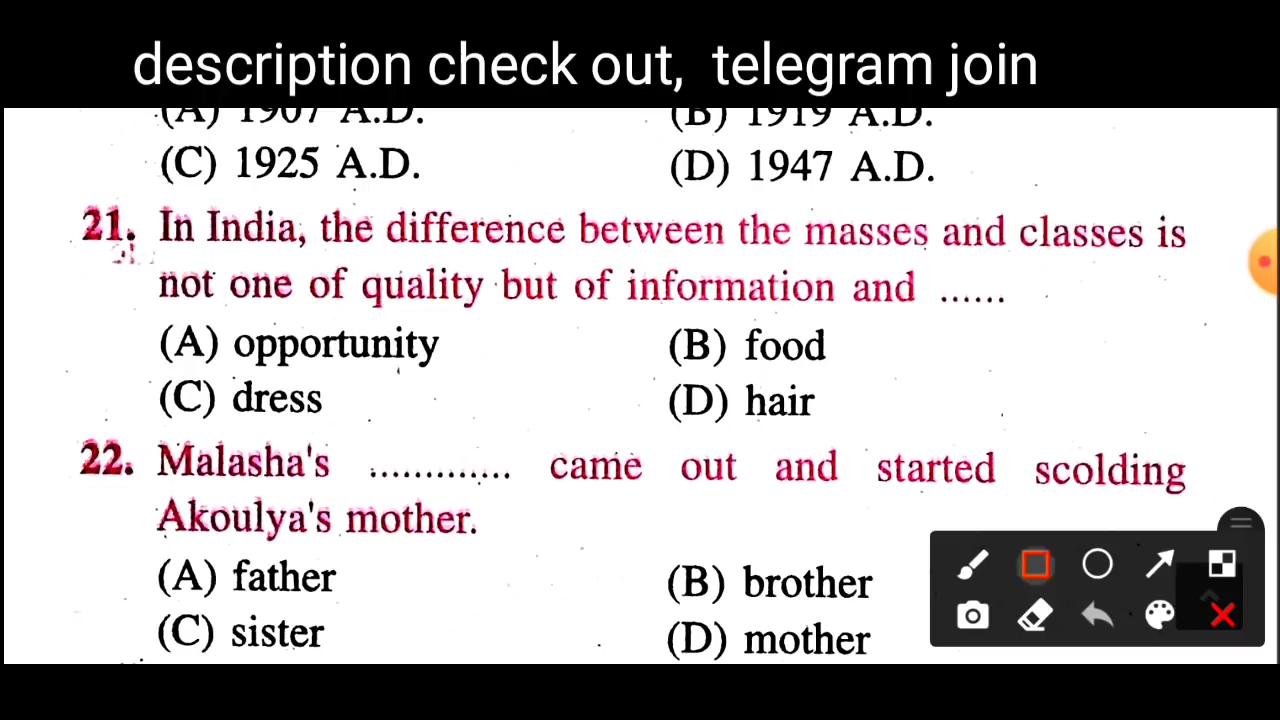 description check out, telegram join
(A) 1907 A.D. (B) 1919 A.D.
(C) 1925 A.D. (D) 1947 A.D.
21. In India, the difference between the masses and classes is
not one of quality but of information and ......
(A) opportunity (B) food
(C) dress (D) hair
22. Malasha's ............. came out and started scolding
Akoulya's mother.
(A) father (B) brother
(C) sister (D) mother